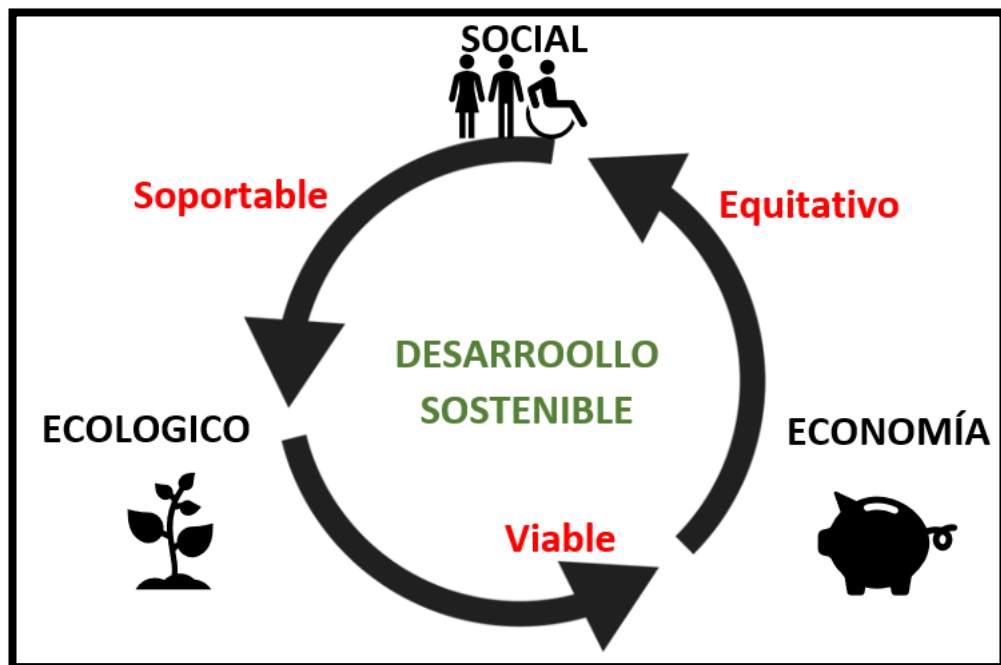 SOCIAL
Soportable
Equitativo
DESARROOLLO
SOSTENIBLE
ECOLOGICO
ECONOMÍA
Viable